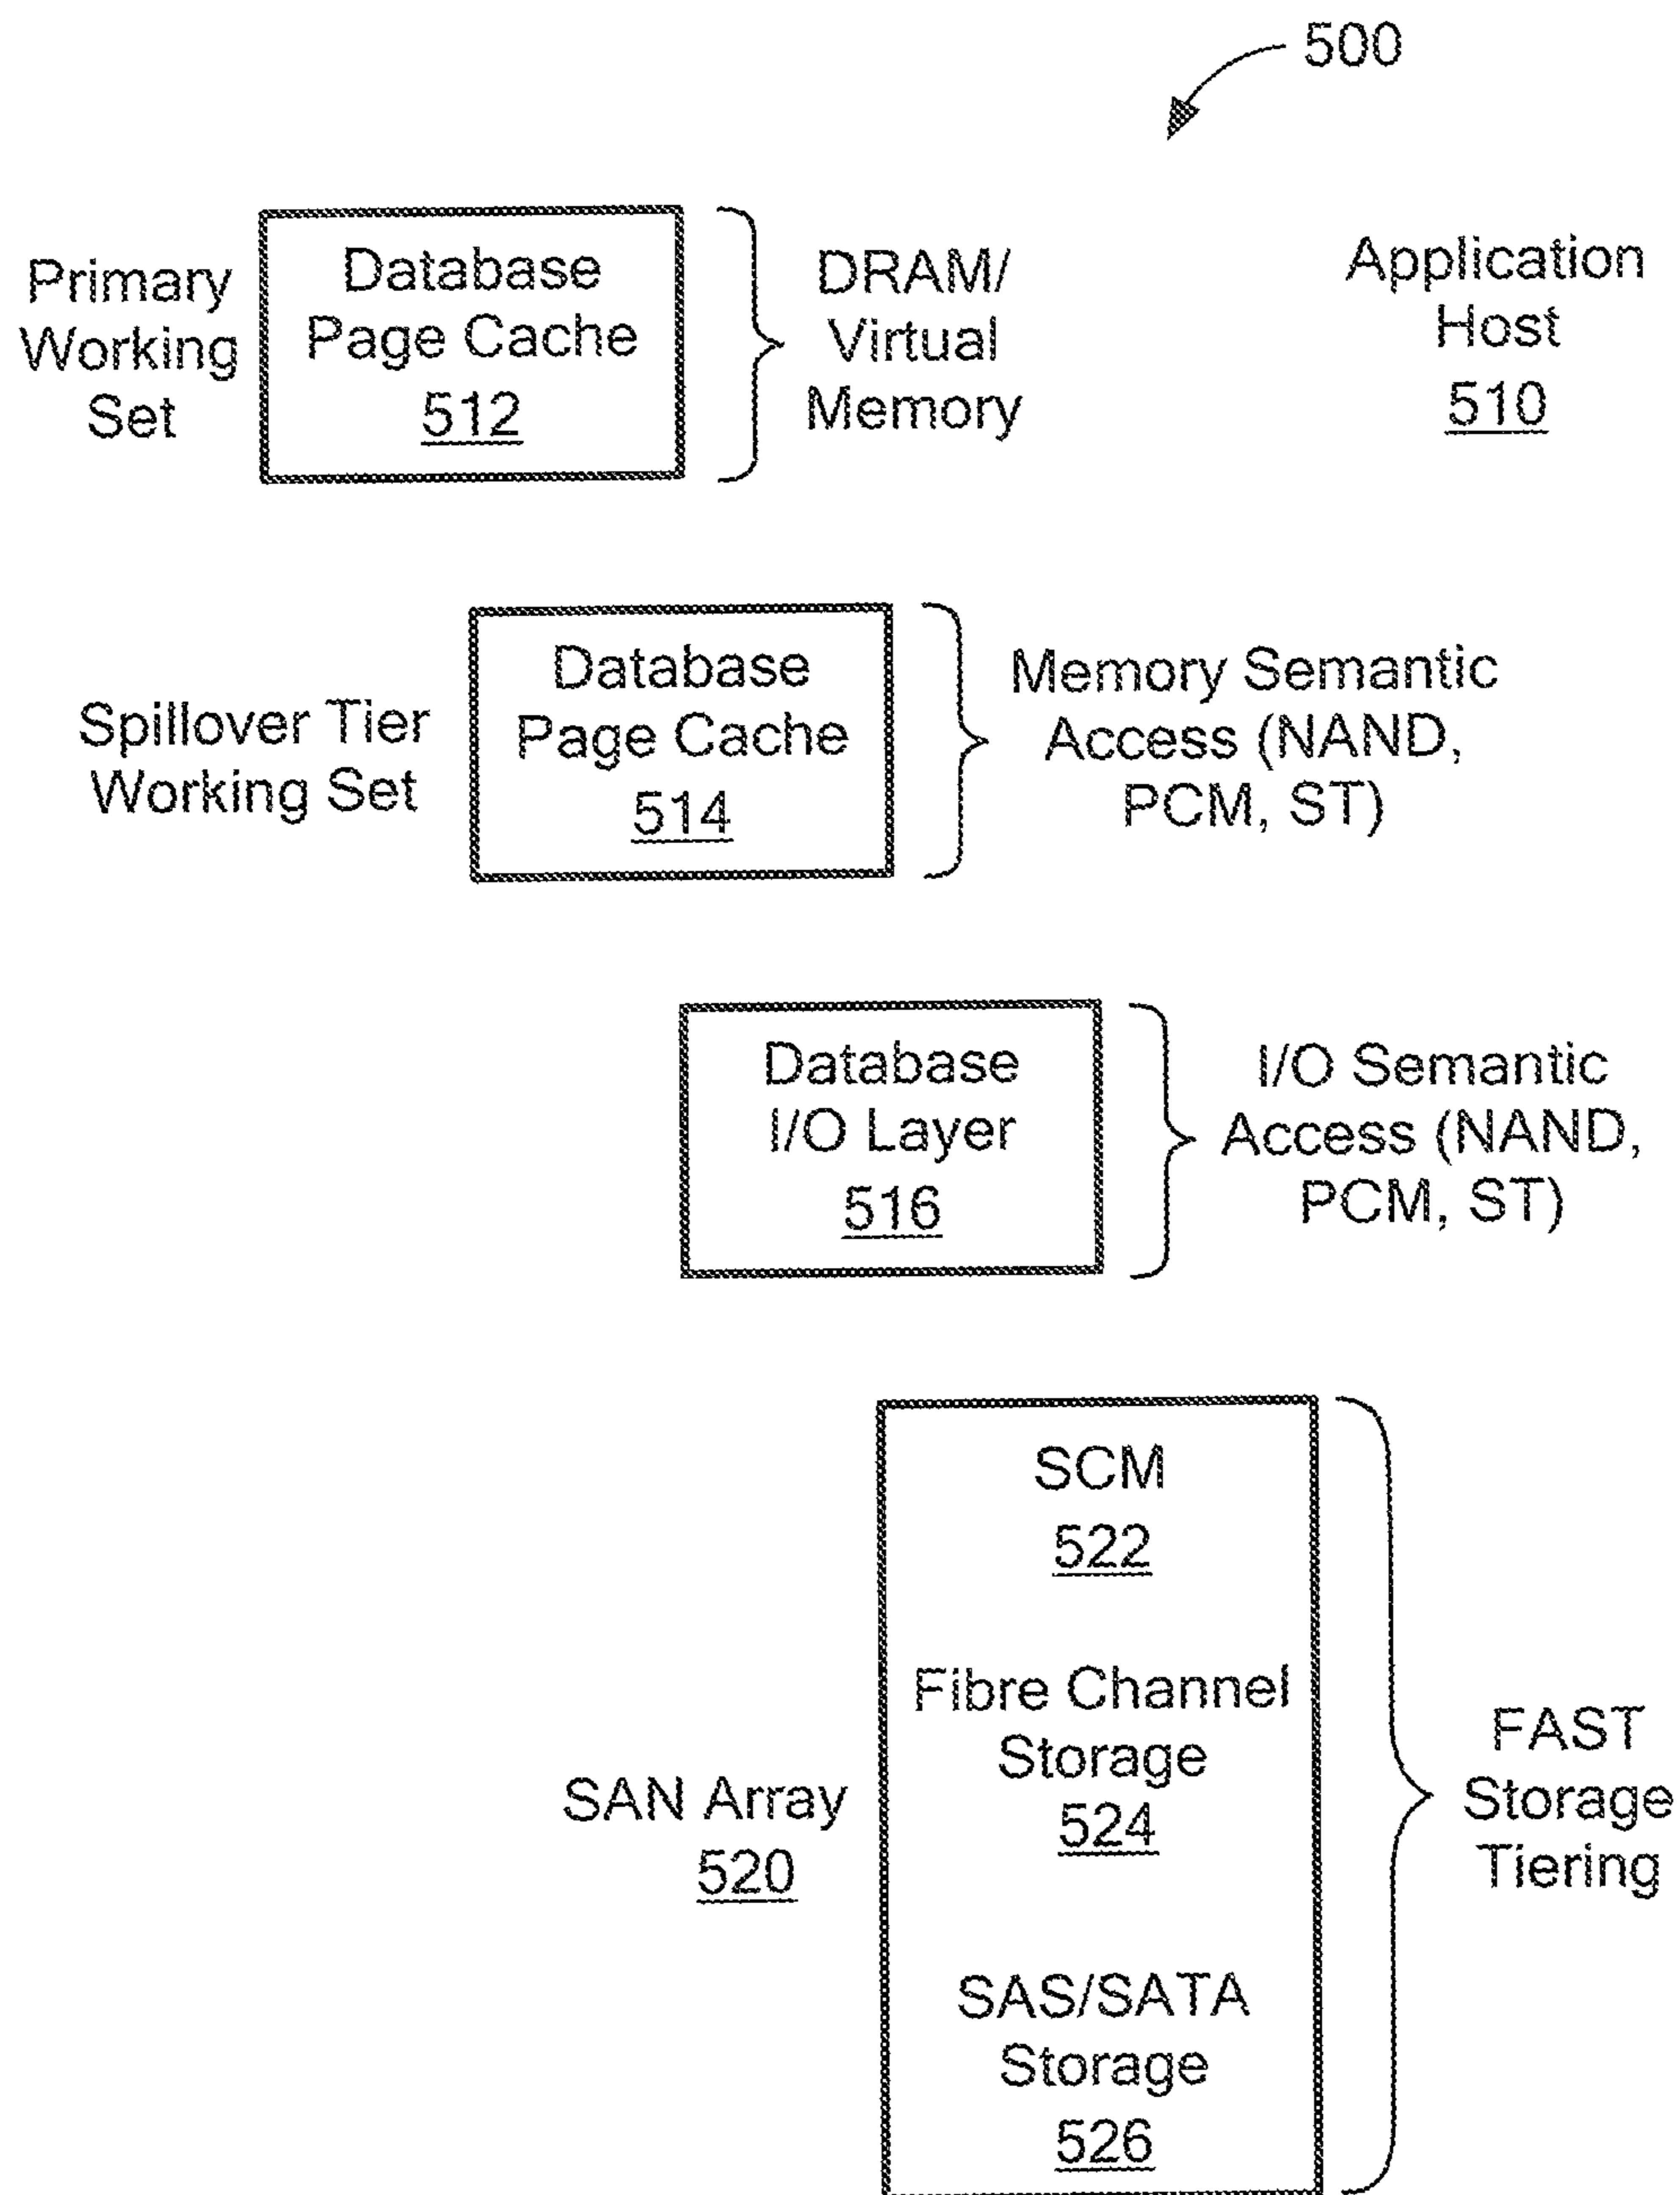 500
Primary
Working
Set
Database
Page Cache
512
DRAM/
Virtual
Memory
Application
Host
510
Spillover Tier
Working Set
Database
Page Cache
514
Memory Semantic
Access (NAND,
PCM, ST)
Database
I/O Layer
516
I/O Semantic
Access (NAND,
PCM, ST)
SAN Array
520
SCM
522
Fibre Channel
Storage
524
SAS/SATA
Storage
526
FAST
Storage
Tiering